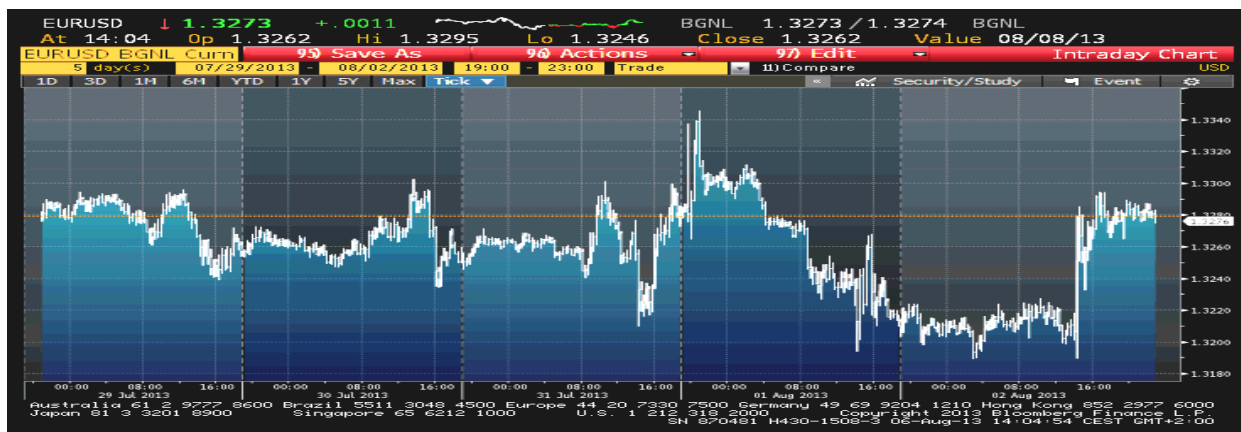 EURUSD ↓ 1.3273 +.0011 BGNL 1.3273/1.3274 BGNL
At 14:04 Op 1.3262 Hi 1.3295 Lo 1.3246 Close 1.3262 Value 08/08/13
EURUSD BGNL Curn 95) Save As 96) Actions 97) Edit Intraday Chart
5 day(s) 07/29/2013 - 08/02/2013 19:00 - 23:00 Trade 11) Compare USD
1D 3D 1M 6M YTD 1Y 5Y Max Tick ▼ « Security/Study Event
1.3340
1.3320
1.3300
1.3280
1.3276
1.3260
1.3240
1.3220
1.3200
1.3180
00:00 08:00 16:00 00:00 08:00 16:00 00:00 08:00 16:00 00:00 08:00 16:00 00:00 08:00 16:00
29 Jul 2013 30 Jul 2013 31 Jul 2013 01 Aug 2013 02 Aug 2013
Australia 61 2 9777 8600 Brazil 5511 3048 4500 Europe 44 20 7330 7500 Germany 49 69 9204 1210 Hong Kong 852 2977 6000
Japan 81 3 3201 8900 Singapore 65 6212 1000 U.S. 1 212 318 2000 Copyright 2013 Bloomberg Finance L.P.
SN 870481 H430-1508-3 06-Aug-13 14:04:54 CEST GMT+2:00